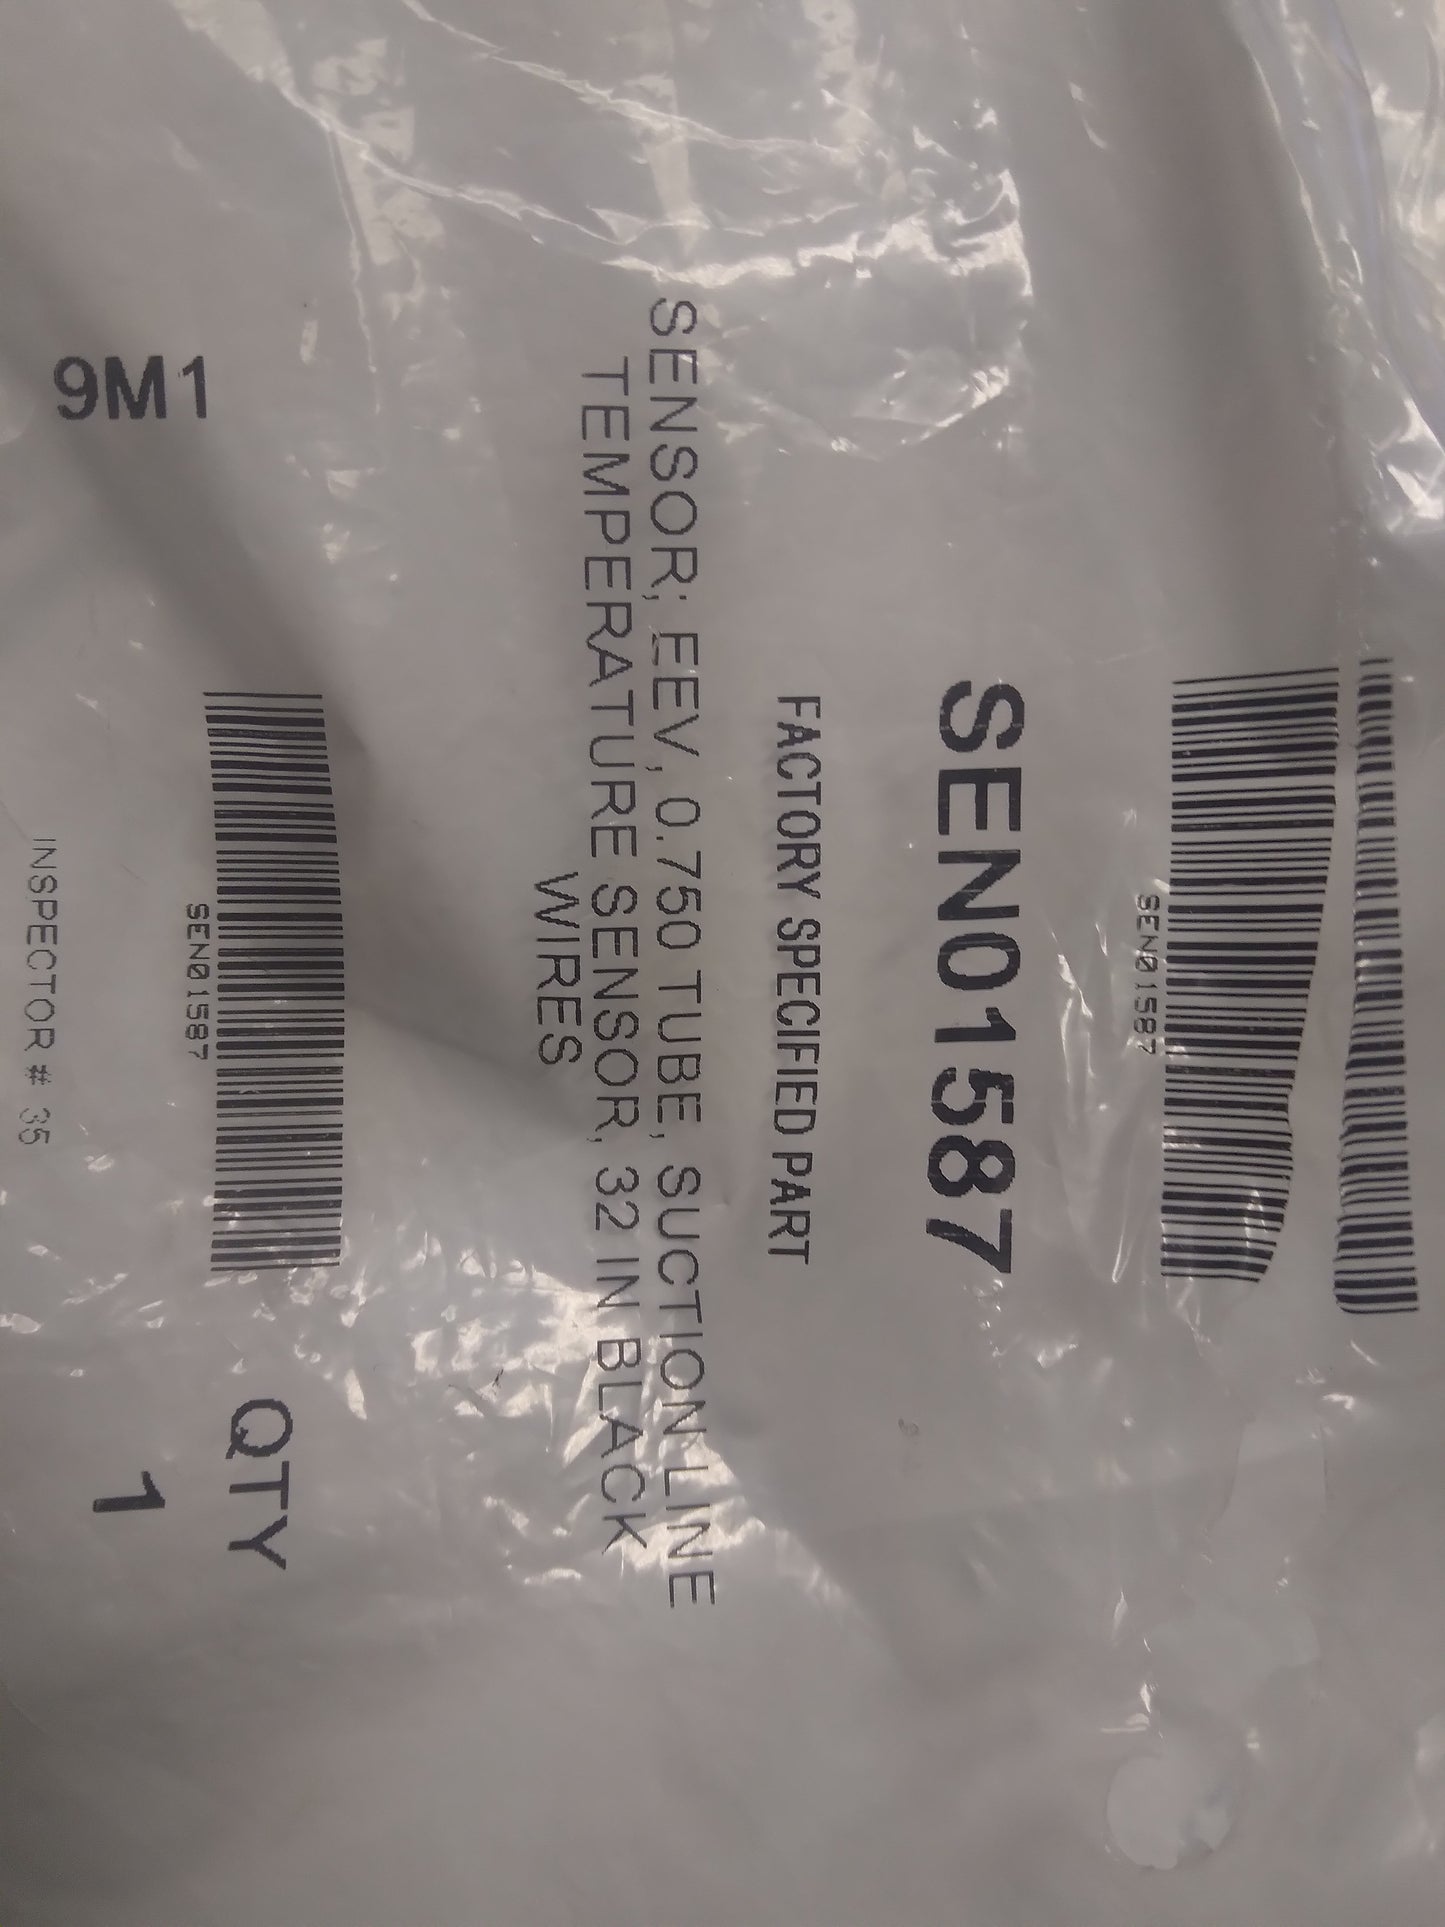 SEN01587
SEN01587
FACTORY SPECIFIED PART
SENSOR; EEV, 0.750 TUBE, SUCTION LINE
TEMPERATURE SENSOR, 32 IN BLACK
WIRES
SEN01587
QTY
1
9M1
INSPECTOR # 35